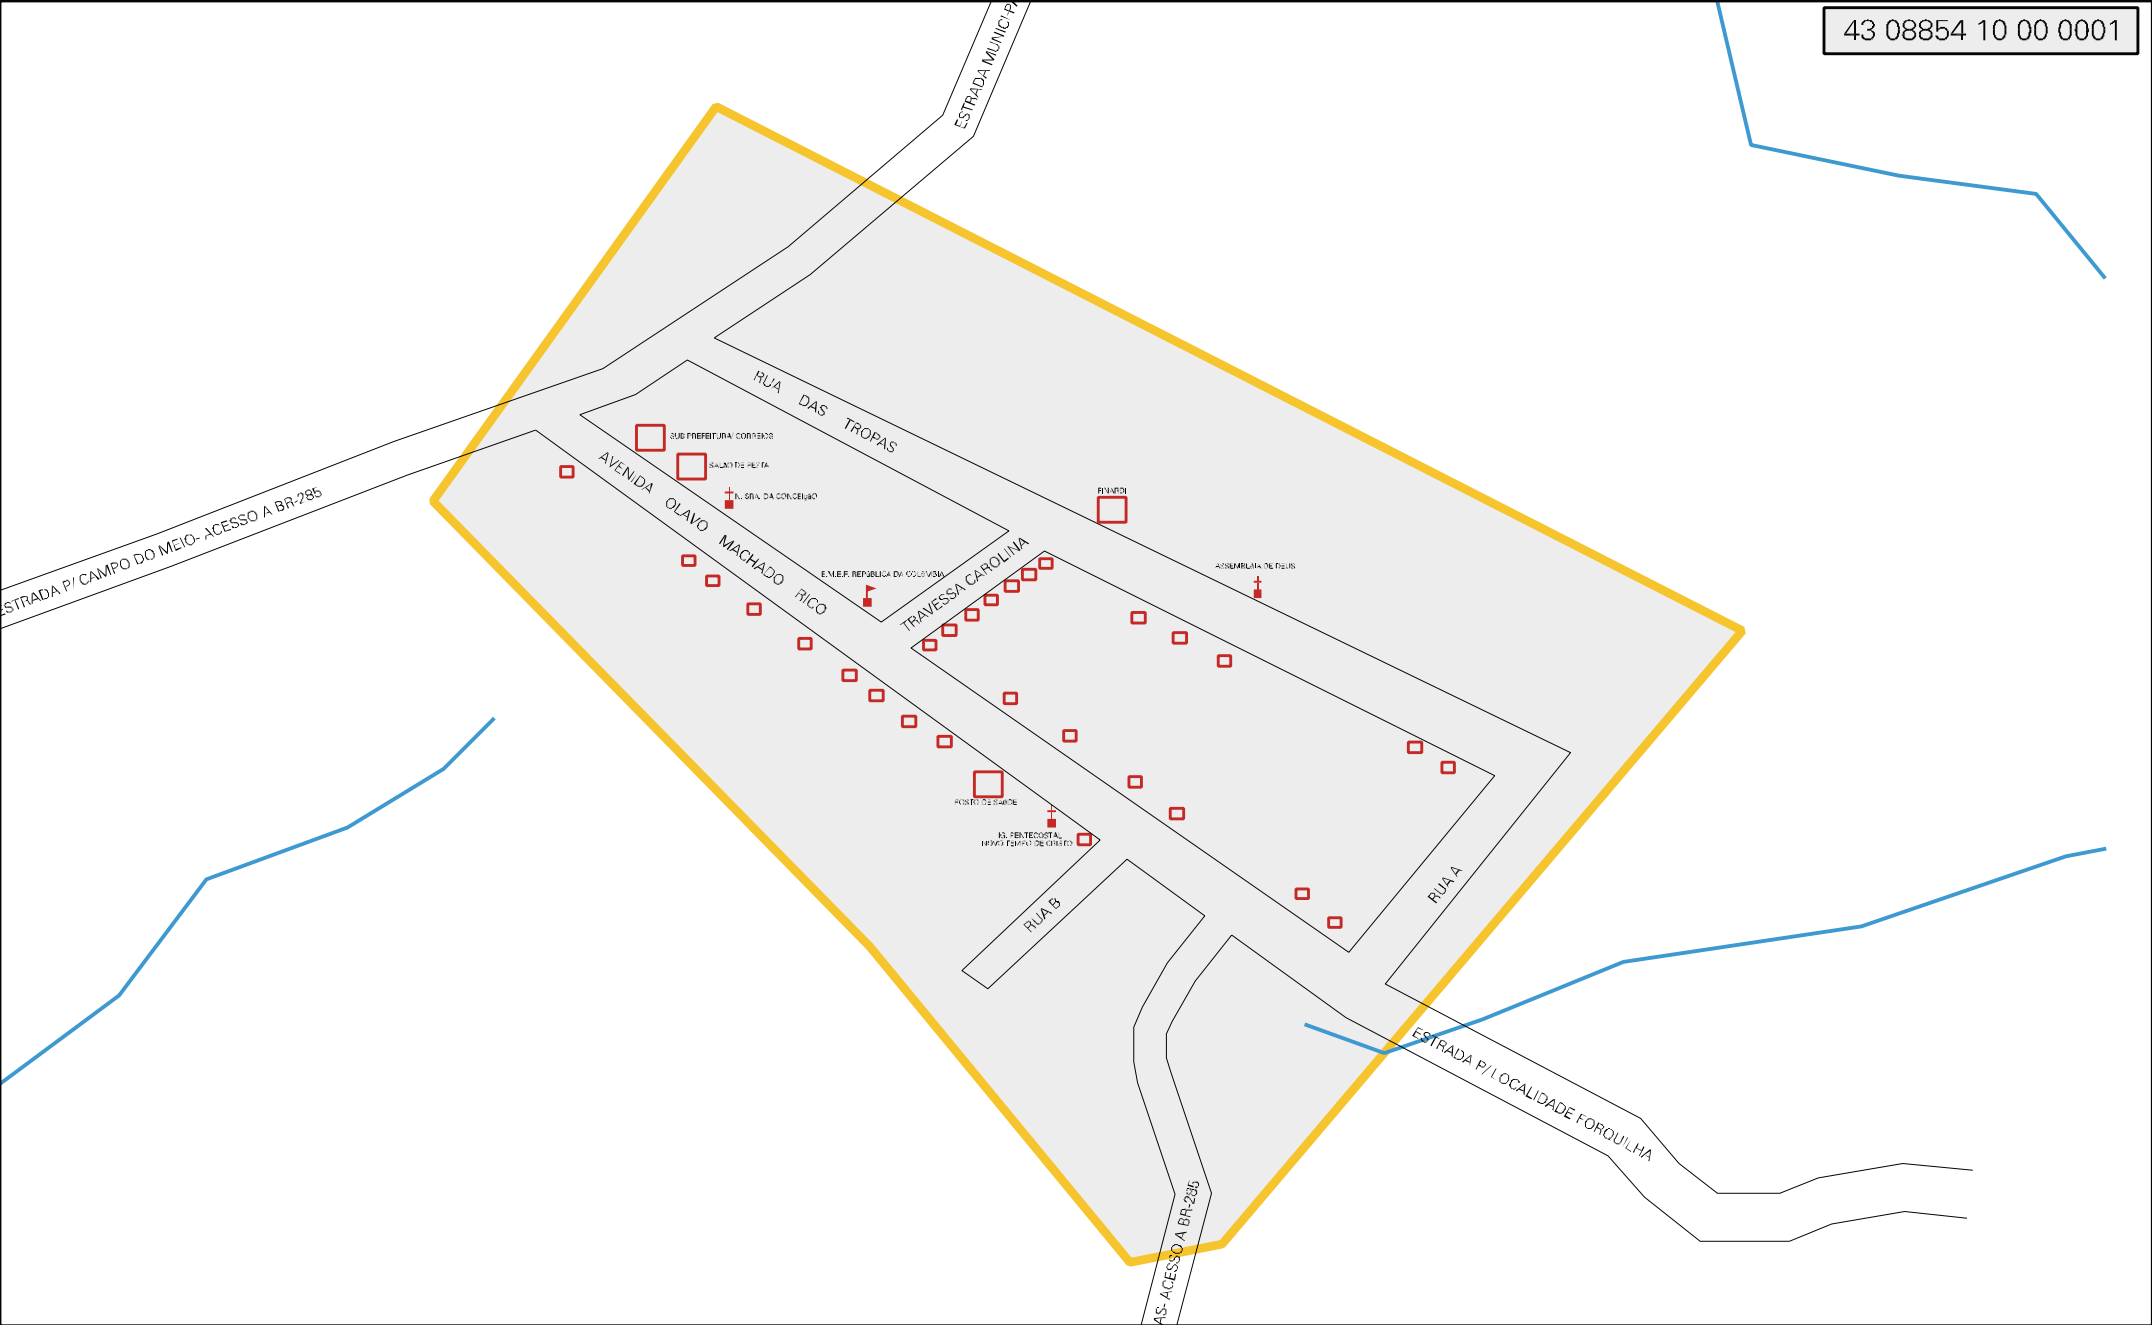 43 08854 10 00 0001
ESTRADA MUNICIPA
RUA DAS TROPAS
SUB PREFEITURA/ CORREIOS
SALÃO DE FESTA
N. SRA. DA CONCEIÇÃO
AVENIDA OLAVO MACHADO RICO
FINARDI
ESTRADA P/ CAMPO DO MEIO- ACESSO A BR-285
E.M.E.F. REPÚBLICA DA COLÔMBIA
TRAVESSA CAROLINA
ASSEMBLÉIA DE DEUS
POSTO DE SAÚDE
IG. PENTECOSTAL
NOVO TEMPO DE CRISTO
RUA A
RUA B
ESTRADA P/ LOCALIDADE FORQUILHA
AS- ACESSO A BR-285